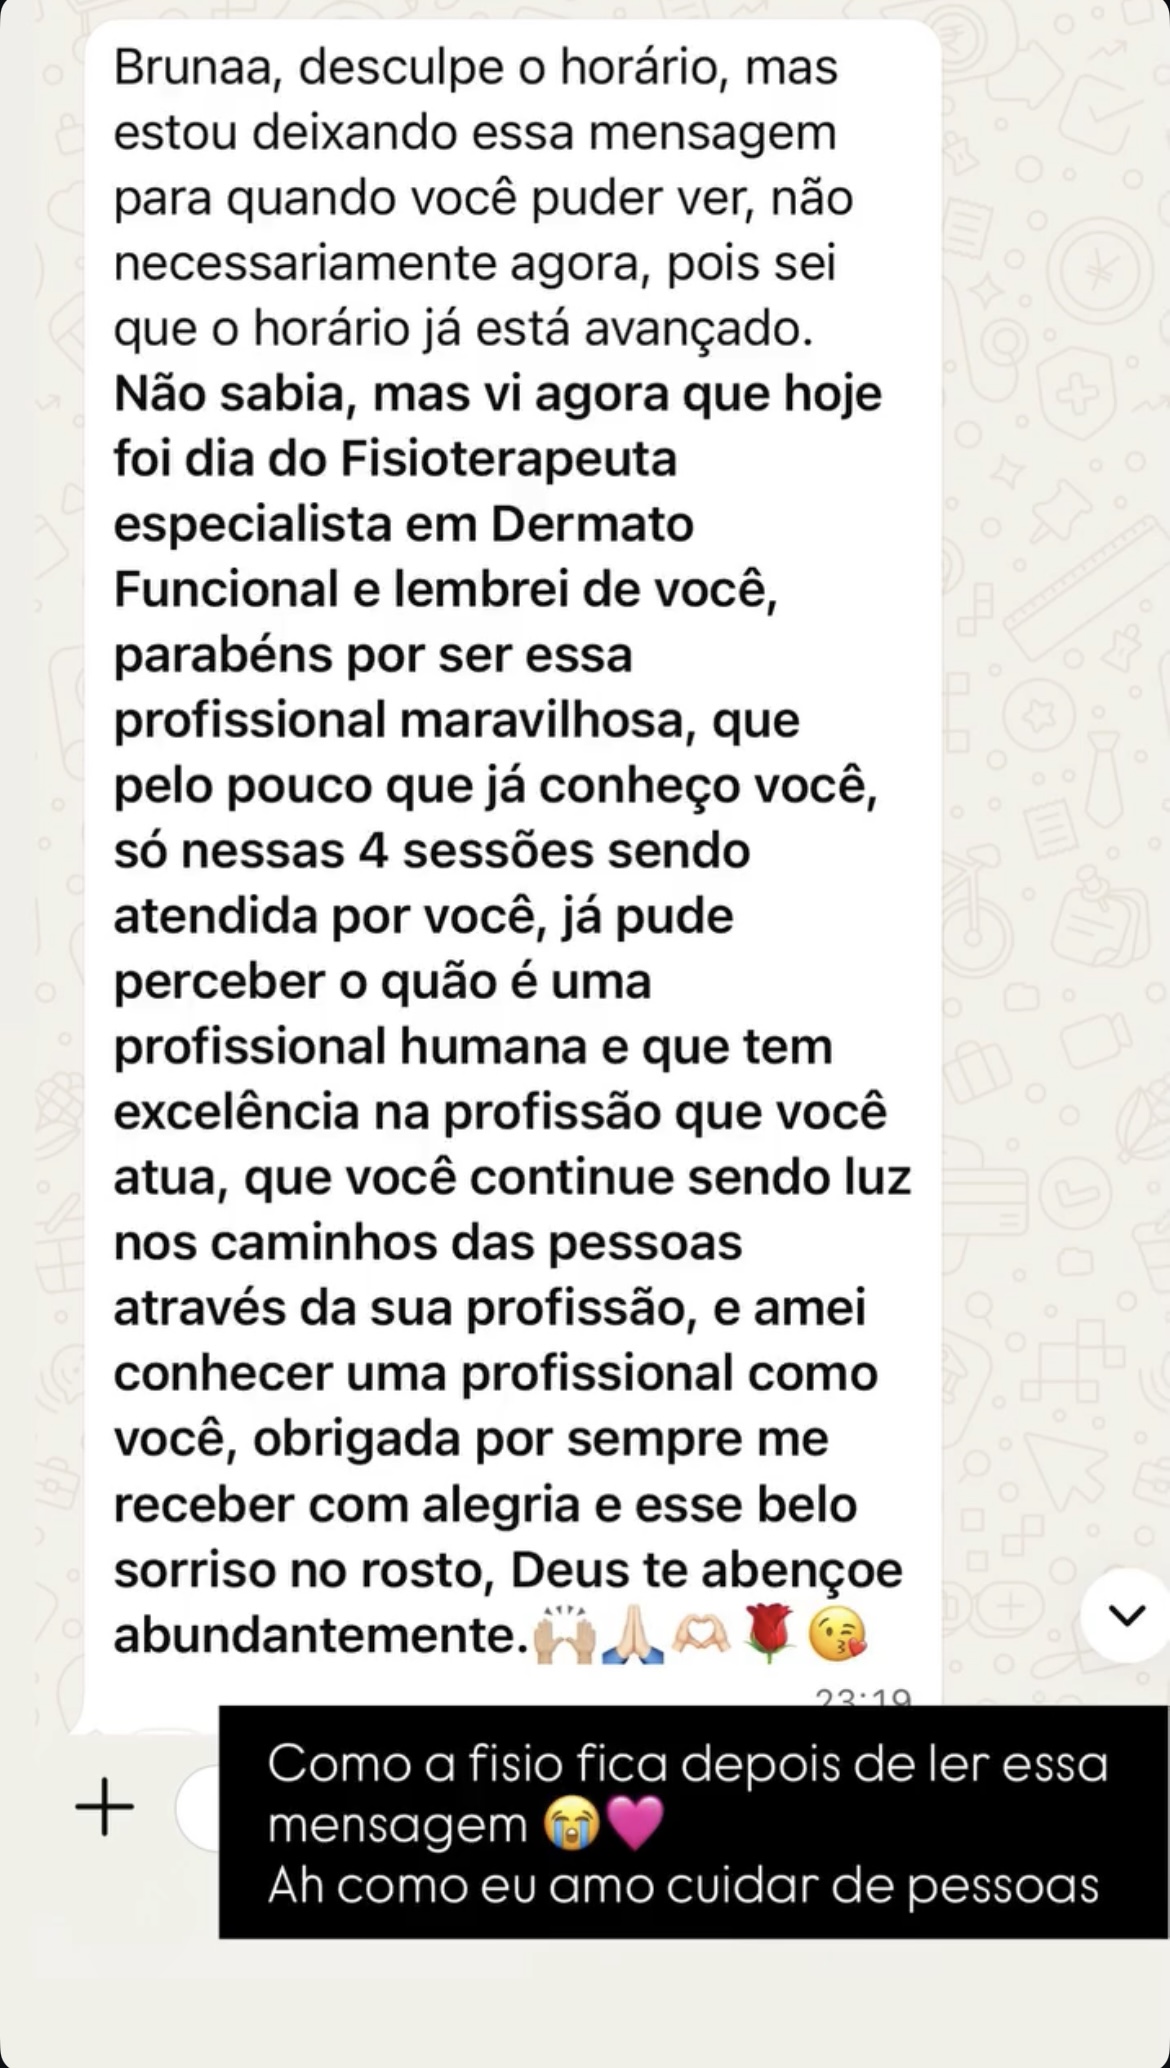 Brunaa, desculpe o horário, mas
estou deixando essa mensagem
para quando você puder ver, não
necessariamente agora, pois sei
que o horário já está avançado.
Não sabia, mas vi agora que hoje
foi dia do Fisioterapeuta
especialista em Dermato
Funcional e lembrei de você,
parabéns por ser essa
profissional maravilhosa, que
pelo pouco que já conheço você,
só nessas 4 sessões sendo
atendida por você, já pude
perceber o quão é uma
profissional humana e que tem
excelência na profissão que você
atua, que você continue sendo luz
nos caminhos das pessoas
através da sua profissão, e amei
conhecer uma profissional como
você, obrigada por sempre me
receber com alegria e esse belo
sorriso no rosto, Deus te abençoe
abundantemente.🙌🏼🙏🏻🫶🏻🌹😘
23:19
Como a fisio fica depois de ler essa
mensagem 😭🩷
Ah como eu amo cuidar de pessoas